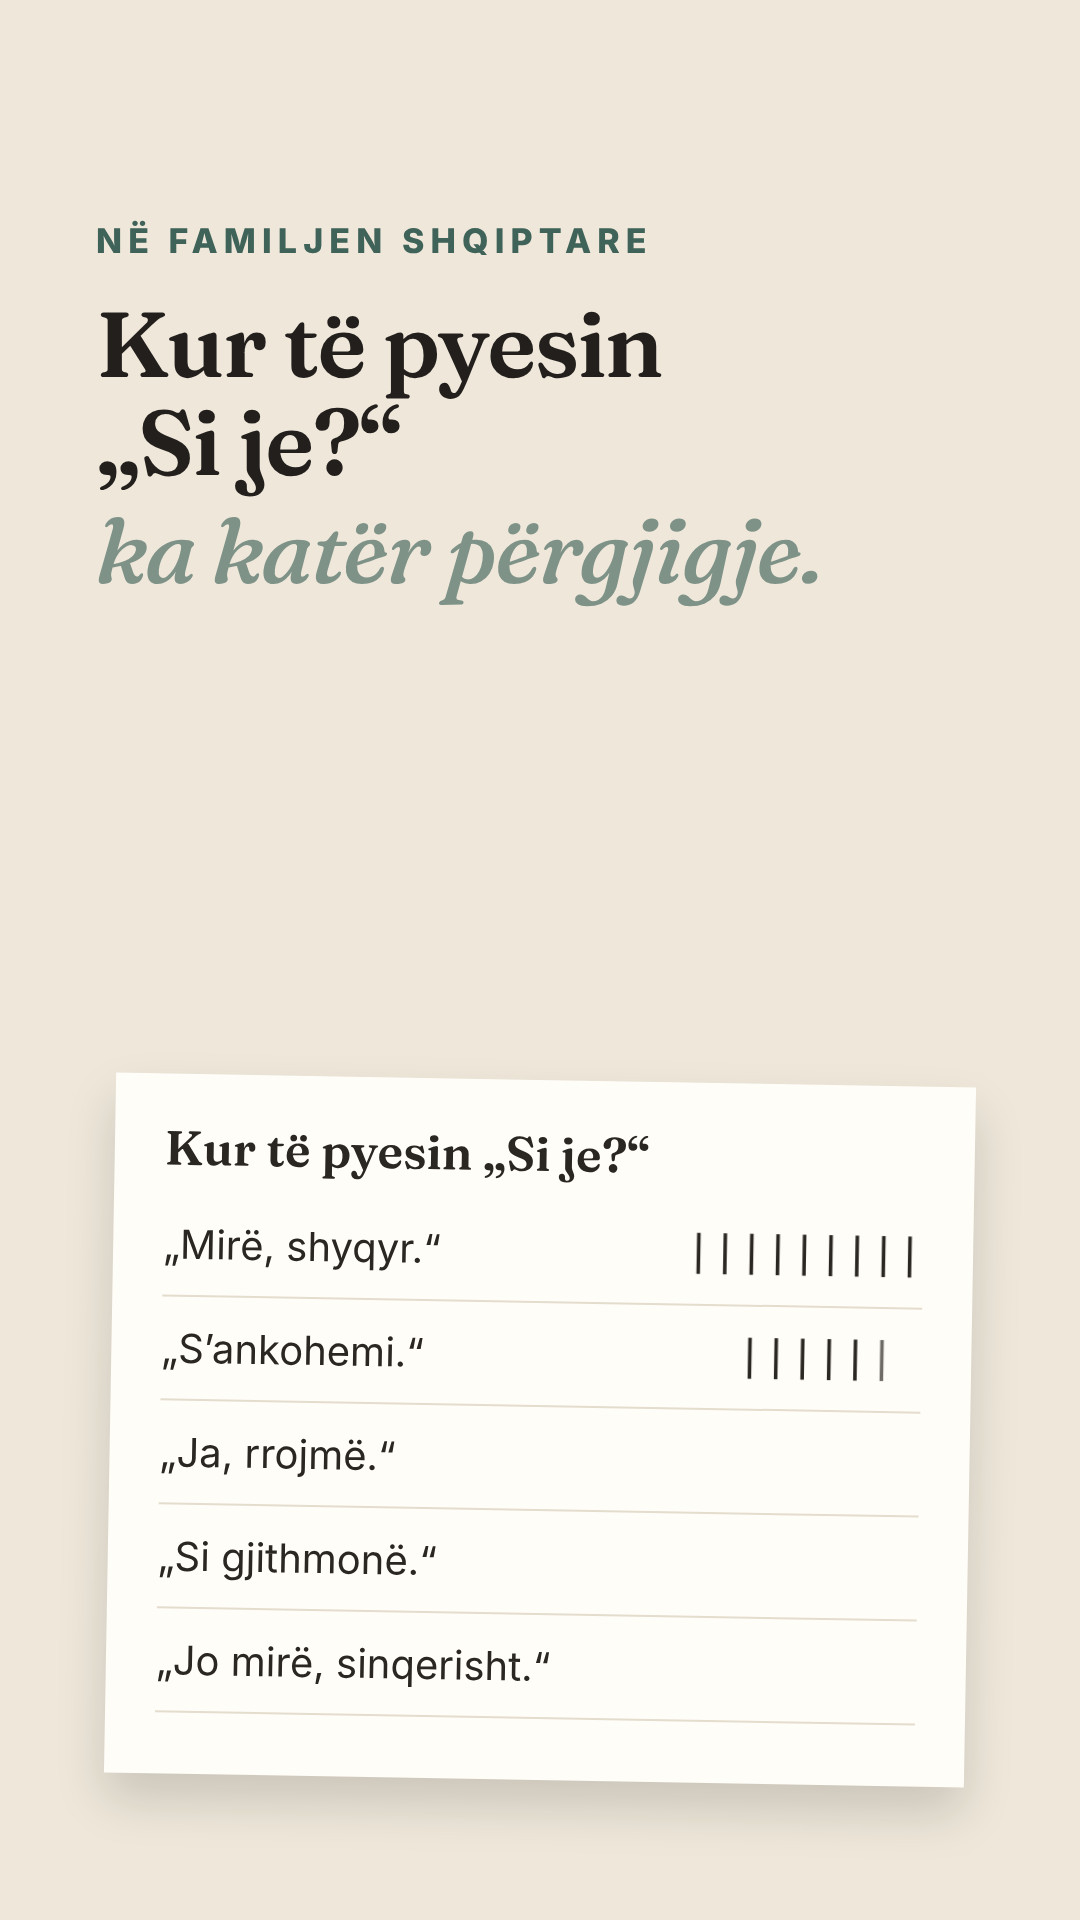 NË FAMILJEN SHQIPTARE
Kur të pyesin
„Si je?“
ka katër përgjigje.
Kur të pyesin „Si je?“
„Mirë, shyqyr.“ | | | | | | | | |
„S’ankohemi.“ | | | | | |
„Ja, rrojmë.“
„Si gjithmonë.“
„Jo mirë, sinqerisht.“